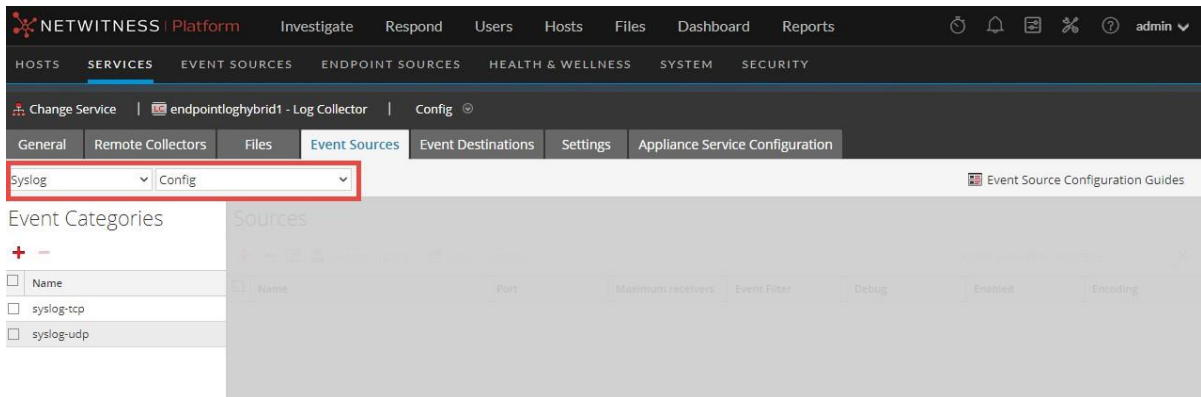 NETWITNESS | Platform Investigate Respond Users Hosts Files Dashboard Reports admin
HOSTS SERVICES EVENT SOURCES ENDPOINT SOURCES HEALTH & WELLNESS SYSTEM SECURITY
Change Service | LC endpointloghybrid1 - Log Collector | Config
General Remote Collectors Files Event Sources Event Destinations Settings Appliance Service Configuration
Syslog Config Event Source Configuration Guides
Event Categories Sources
Name Name Port Maximum receivers Event Filter Debug Enabled Encoding
syslog-tcp
syslog-udp